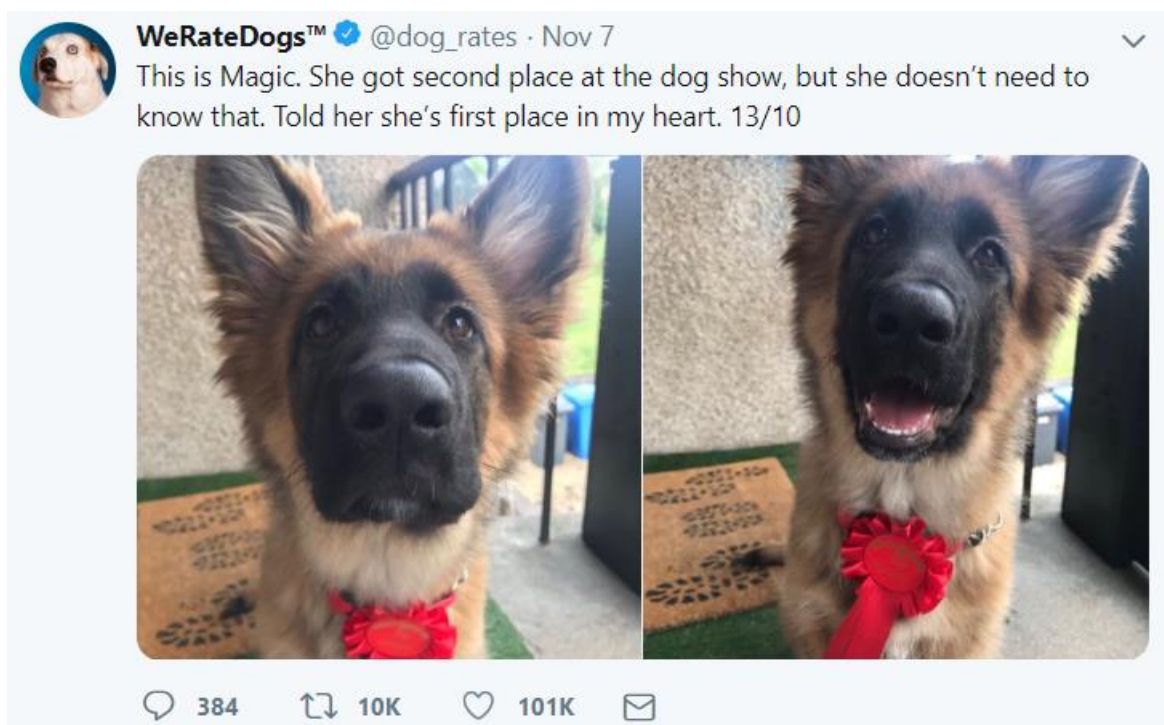 WeRateDogs™ @dog_rates · Nov 7
This is Magic. She got second place at the dog show, but she doesn’t need to
know that. Told her she’s first place in my heart. 13/10
384 10K 101K